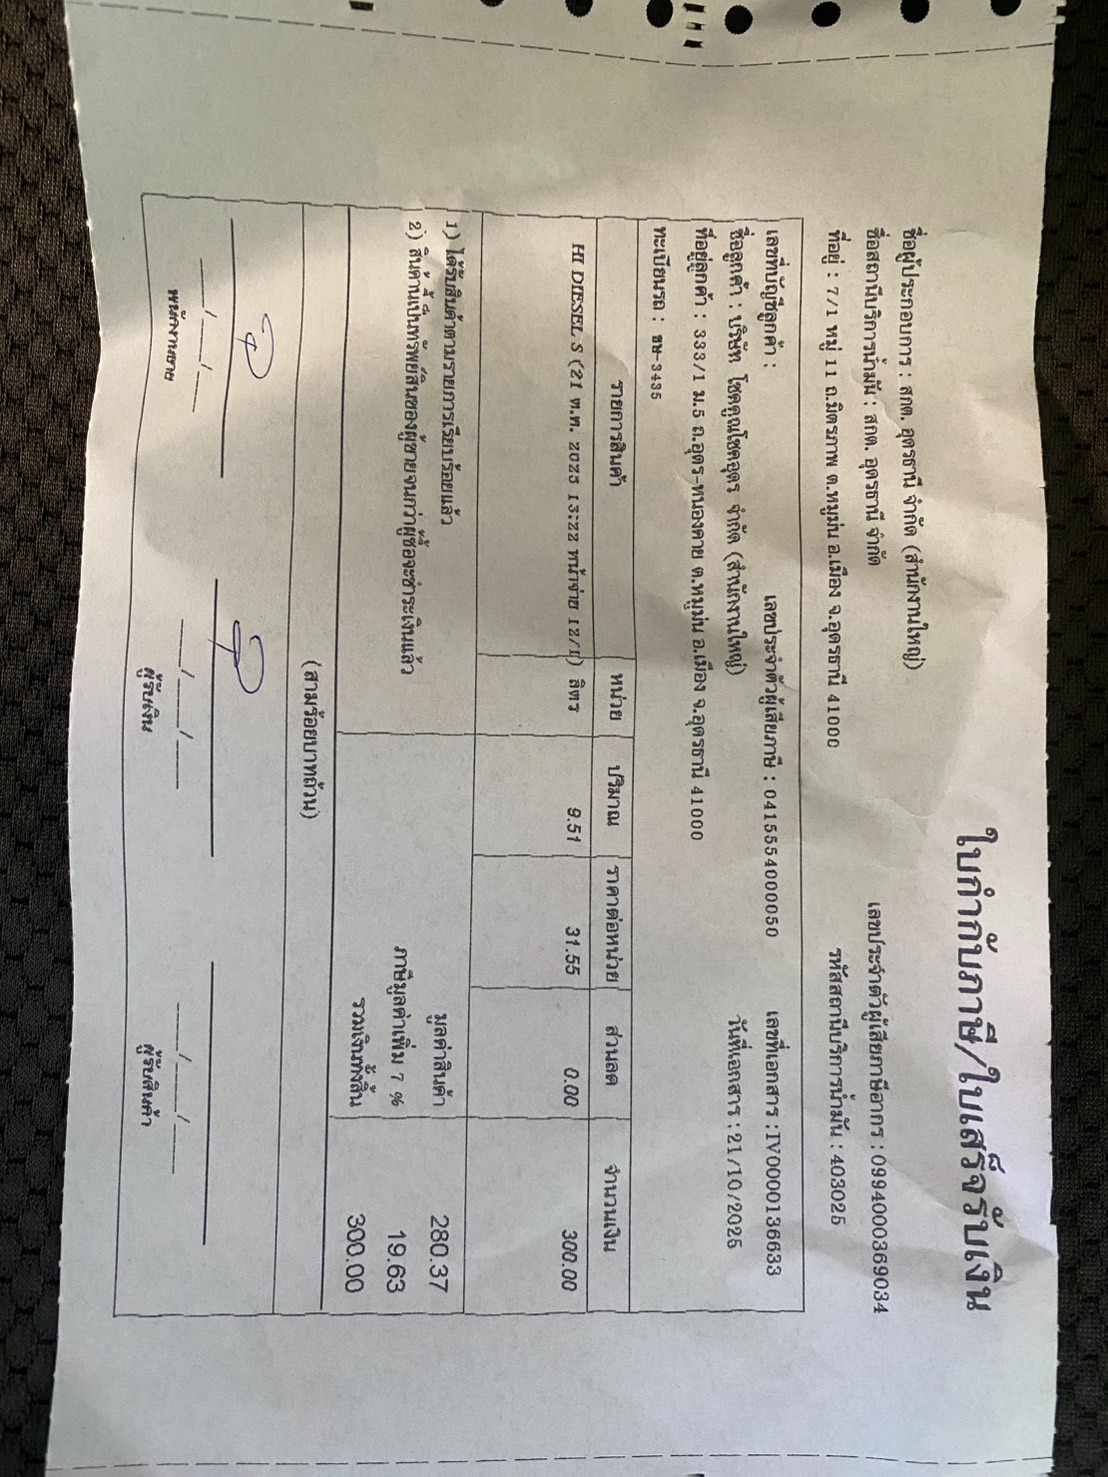 ใบกำกับภาษี/ใบเสร็จรับเงิน
ชื่อผู้ประกอบการ : สกต. อุดรธานี จำกัด (สำนักงานใหญ่) เลขประจำตัวผู้เสียภาษีอากร : 0994000369034
ชื่อสถานีบริการน้ำมัน : สกต. อุดรธานี จำกัด รหัสสถานีบริการน้ำมัน : 403025
ที่อยู่ : 7/1 หมู่ 11 ถ.มิตรภาพ ต.หมูม่น อ.เมือง จ.อุดรธานี 41000
เลขที่บัญชีลูกค้า : เลขประจำตัวผู้เสียภาษี : 0415554000050 เลขที่เอกสาร : IV0000136633
ชื่อลูกค้า : บริษัท โชคคูณโชคอุดร จำกัด (สำนักงานใหญ่) วันที่เอกสาร : 21/10/2025
ที่อยู่ลูกค้า : 333/1 ม.5 ถ.อุดร-หนองคาย ต.หมูม่น อ.เมือง จ.อุดรธานี 41000
ทะเบียนรถ : ขษ-3435
รายการสินค้า หน่วย ปริมาณ ราคาต่อหน่วย ส่วนลด จำนวนเงิน
HI DIESEL S (21 ต.ค. 2025 13:22 หน้าจ่าย 12/1) ลิตร 9.51 31.55 0.00 300.00
1) ได้รับสินค้าตามรายการเรียบร้อยแล้ว มูลค่าสินค้า 280.37
2) สินค้านี้เป็นทรัพย์สินของผู้ขายจนกว่าผู้ซื้อจะชำระเงินแล้ว ภาษีมูลค่าเพิ่ม 7 % 19.63
รวมเงินทั้งสิ้น 300.00
(สามร้อยบาทถ้วน)
___/___/___ ___/___/___ ___/___/___
พนักงานขาย ผู้รับเงิน ผู้รับสินค้า